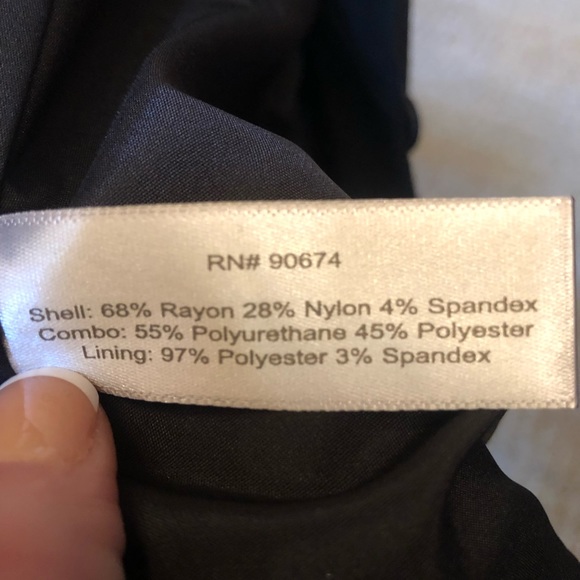 RN# 90674
Shell: 68% Rayon 28% Nylon 4% Spandex
Combo: 55% Polyurethane 45% Polyester
Lining: 97% Polyester 3% Spandex